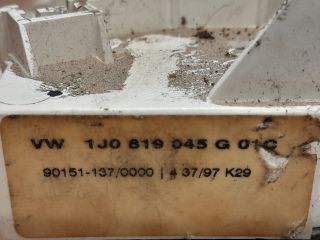 VW 1J0 819 045 G 01C
90151-137/0000 | 4 37/97 K29